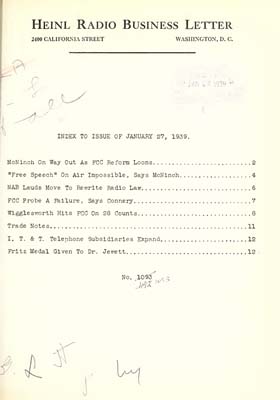 HEINL RADIO BUSINESS LETTER
2400 CALIFORNIA STREET WASHINGTON, D. C.
INDEX TO ISSUE OF JANUARY 27, 1939.
McNinch On Way Out As FCC Reform Looms....................2
"Free Speech" On Air Impossible, Says McNinch.............4
NAB Lauds Move To Rewrite Radio Law.......................6
FCC Probe A Failure, Says Connery.........................7
Wigglesworth Hits FCC On 28 Counts........................8
Trade Notes...............................................11
I. T. & T. Telephone Subsidiaries Expand..................12
Fritz Medal Given To Dr. Jewett...........................12
No. 1093